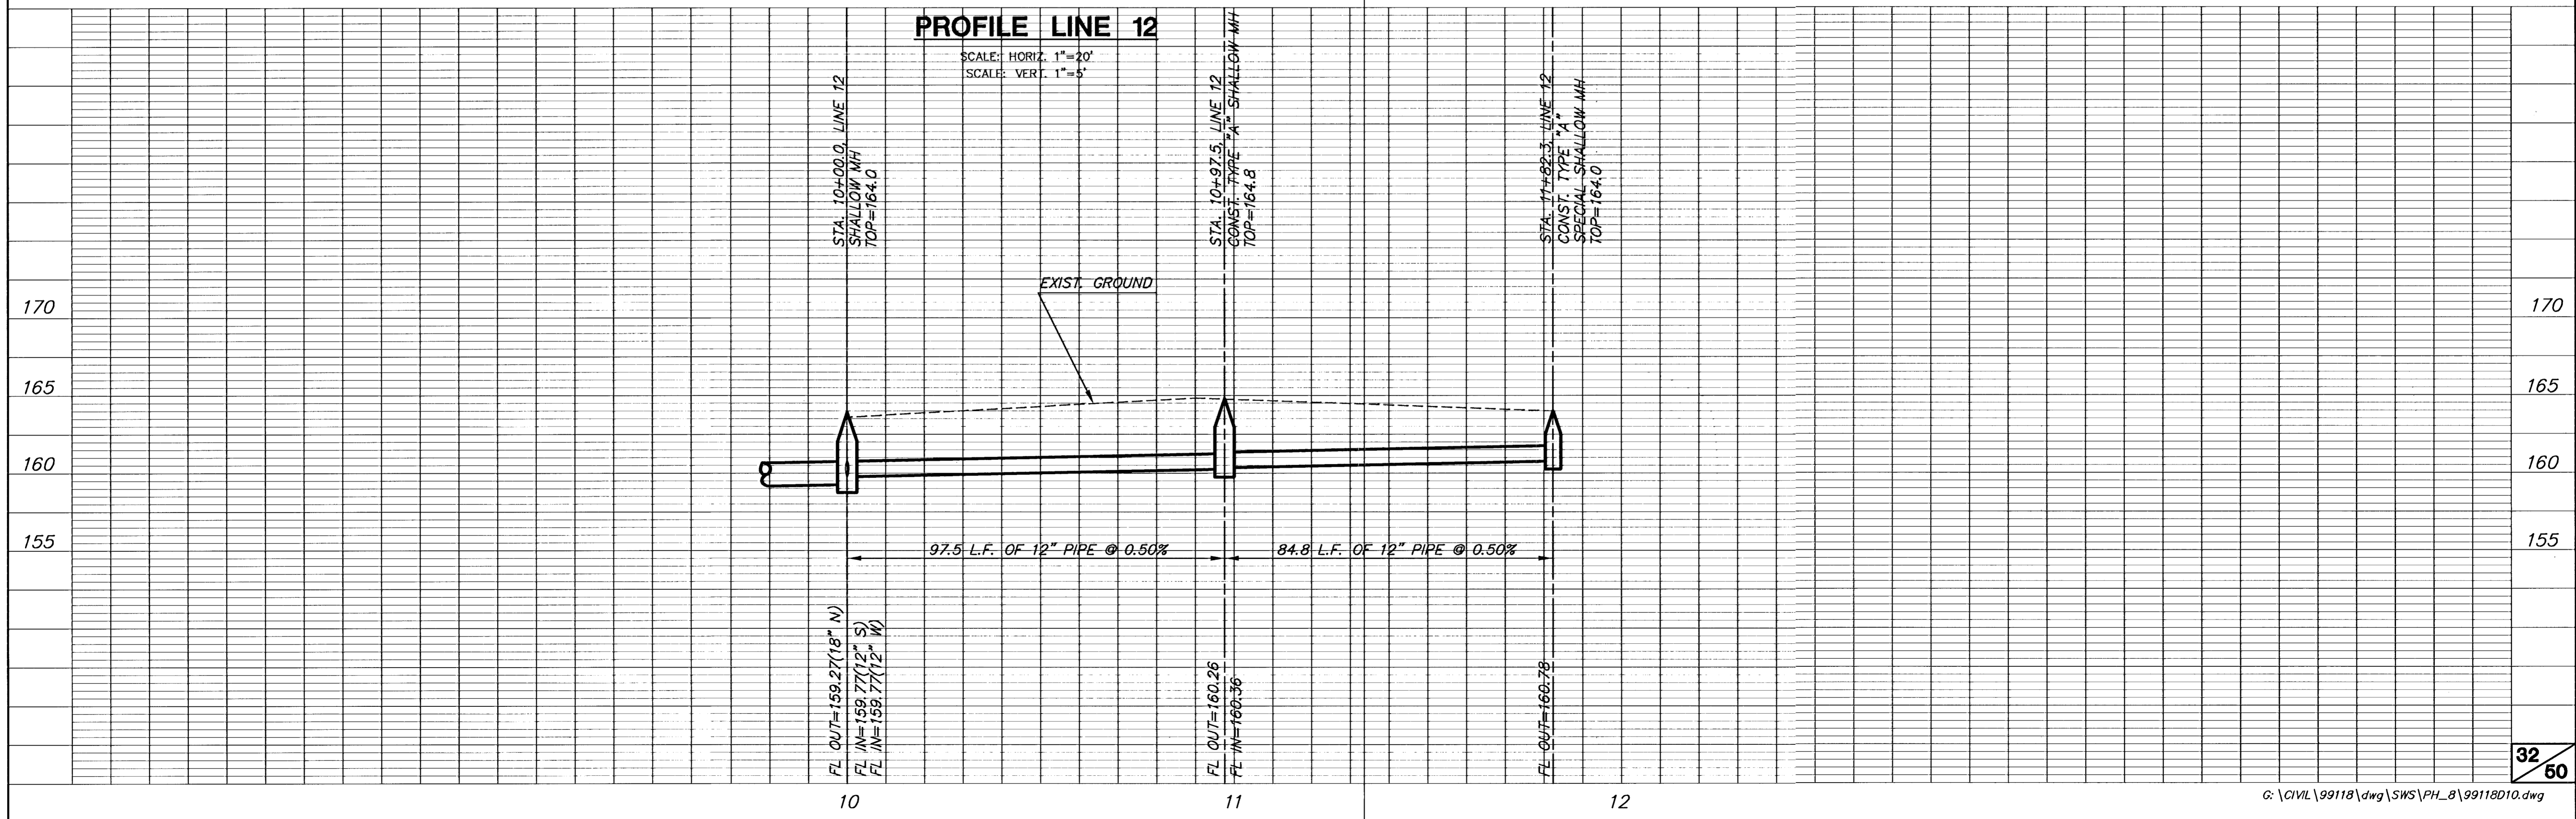 PROFILE LINE 12
SCALE: HORIZ. 1"=20'
SCALE: VERT. 1"=5'
STA. 10+00.0, LINE 12
SHALLOW MH
TOP=164.0
STA. 10+97.5, LINE 12
CONST. TYPE "A" SHALLOW MH
TOP=164.8
STA. 11+82.3, LINE 12
CONST. TYPE "A"
SPECIAL SHALLOW MH
TOP=164.0
EXIST. GROUND
170
170
165
165
160
160
155
155
97.5 L.F. OF 12" PIPE @ 0.50%
84.8 L.F. OF 12" PIPE @ 0.50%
FL OUT=159.27(18" N)
FL IN=159.77(12" S)
FL IN=159.77(12" W)
FL OUT=160.26
FL IN=160.36
FL OUT=160.78
10
11
12
32
50
G:\CIVIL\99118\dwg\SWS\PH_8\99118D10.dwg